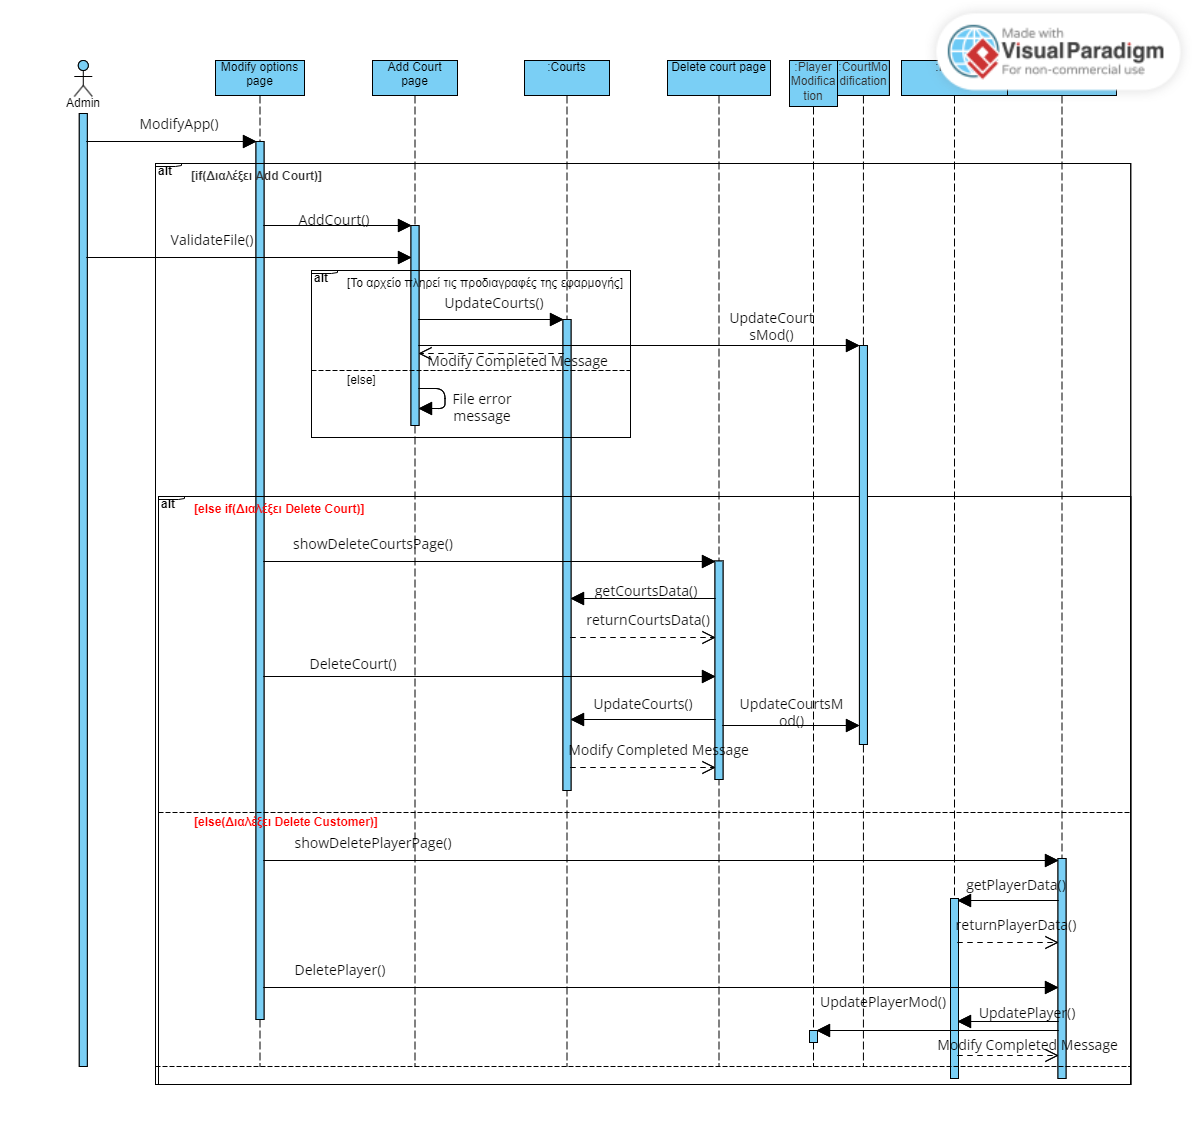 Made with
VisualParadigm
For non-commercial use
Admin
Modify options
page
Add Court
page
:Courts
Delete court page
:Player
Modifica
tion
:CourtMo
dification
ModifyApp()
alt
[if(Διαλέξει Add Court)]
AddCourt()
ValidateFile()
alt
[Το αρχείο πληρεί τις προδιαγραφές της εφαρμογής]
UpdateCourts()
UpdateCourt
sMod()
Modify Completed Message
[else]
File error
message
alt
[else if(Διαλέξει Delete Court)]
showDeleteCourtsPage()
getCourtsData()
returnCourtsData()
DeleteCourt()
UpdateCourts()
UpdateCourtsM
od()
Modify Completed Message
[else(Διαλέξει Delete Customer)]
showDeletePlayerPage()
getPlayerData()
returnPlayerData()
DeletePlayer()
UpdatePlayerMod()
UpdatePlayer()
Modify Completed Message